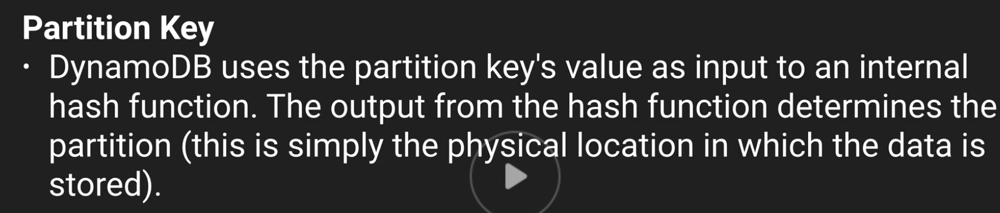 Partition Key
· DynamoDB uses the partition key's value as input to an internal
hash function. The output from the hash function determines the
partition (this is simply the physical location in which the data is
stored).